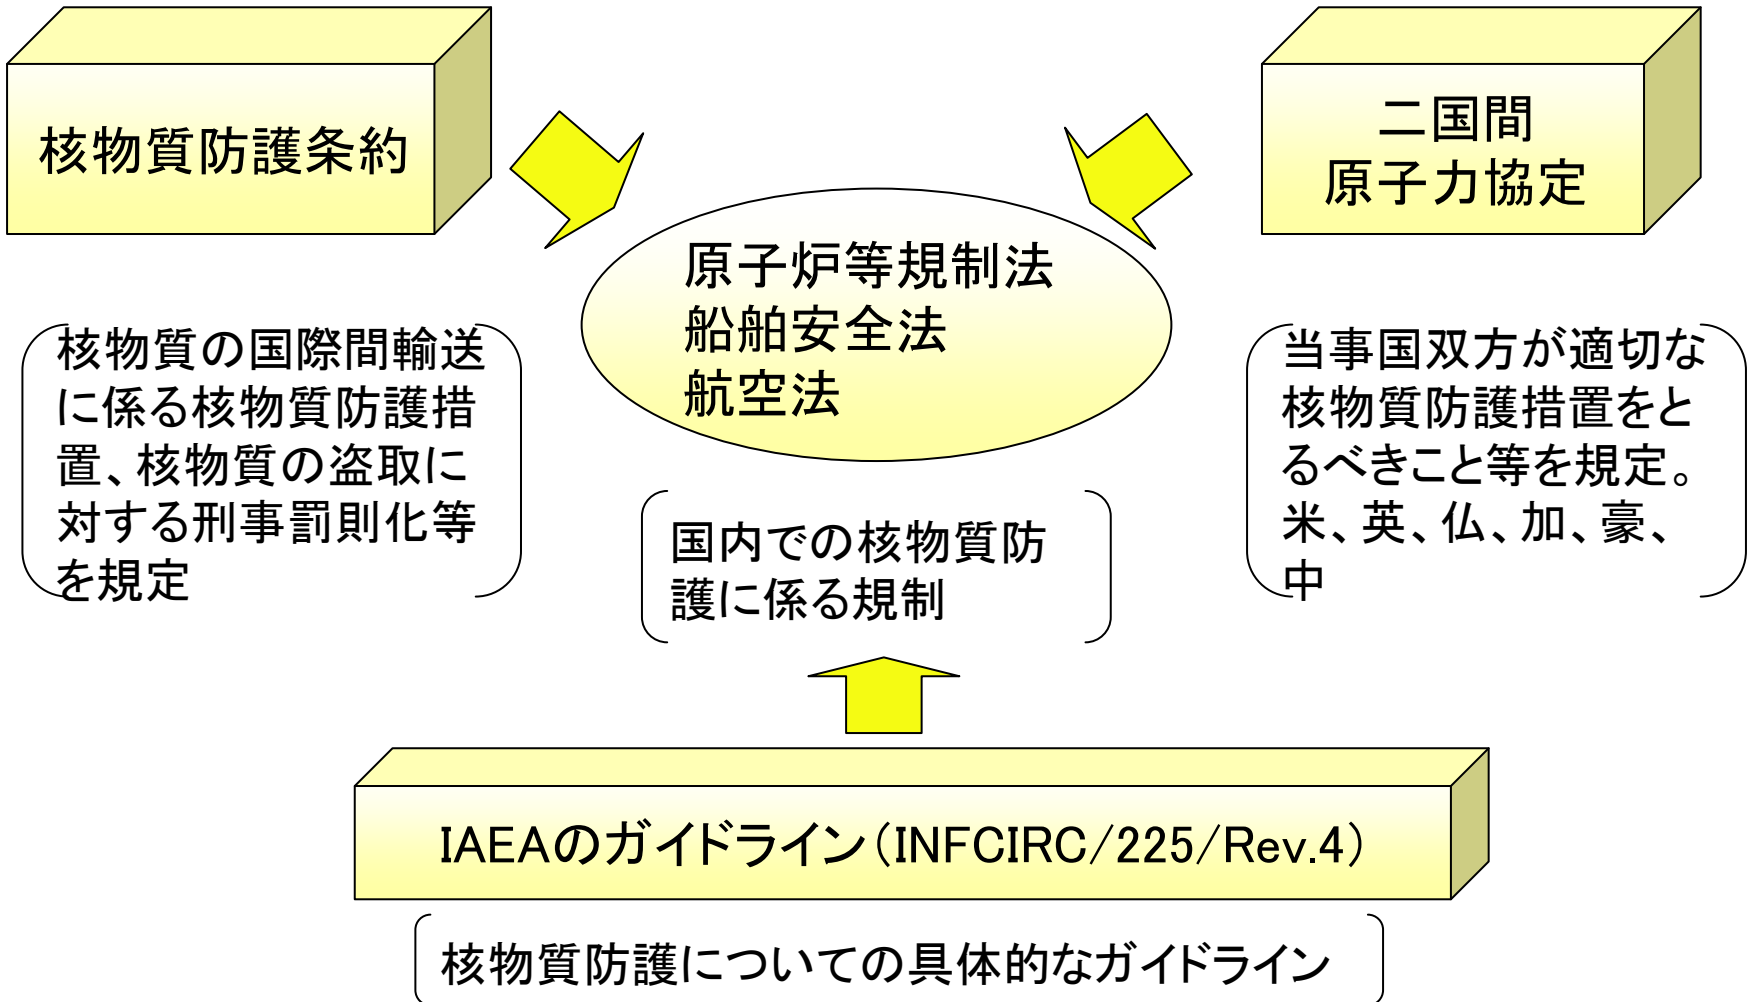 核物質防護条約
二国間
原子力協定
原子炉等規制法
船舶安全法
航空法
核物質の国際間輸送
に係る核物質防護措
置、核物質の盗取に
対する刑事罰則化等
を規定
当事国双方が適切な
核物質防護措置をと
るべきこと等を規定。
米、英、仏、加、豪、
中
国内での核物質防
護に係る規制
IAEAのガイドライン(INFCIRC/225/Rev.4)
核物質防護についての具体的なガイドライン